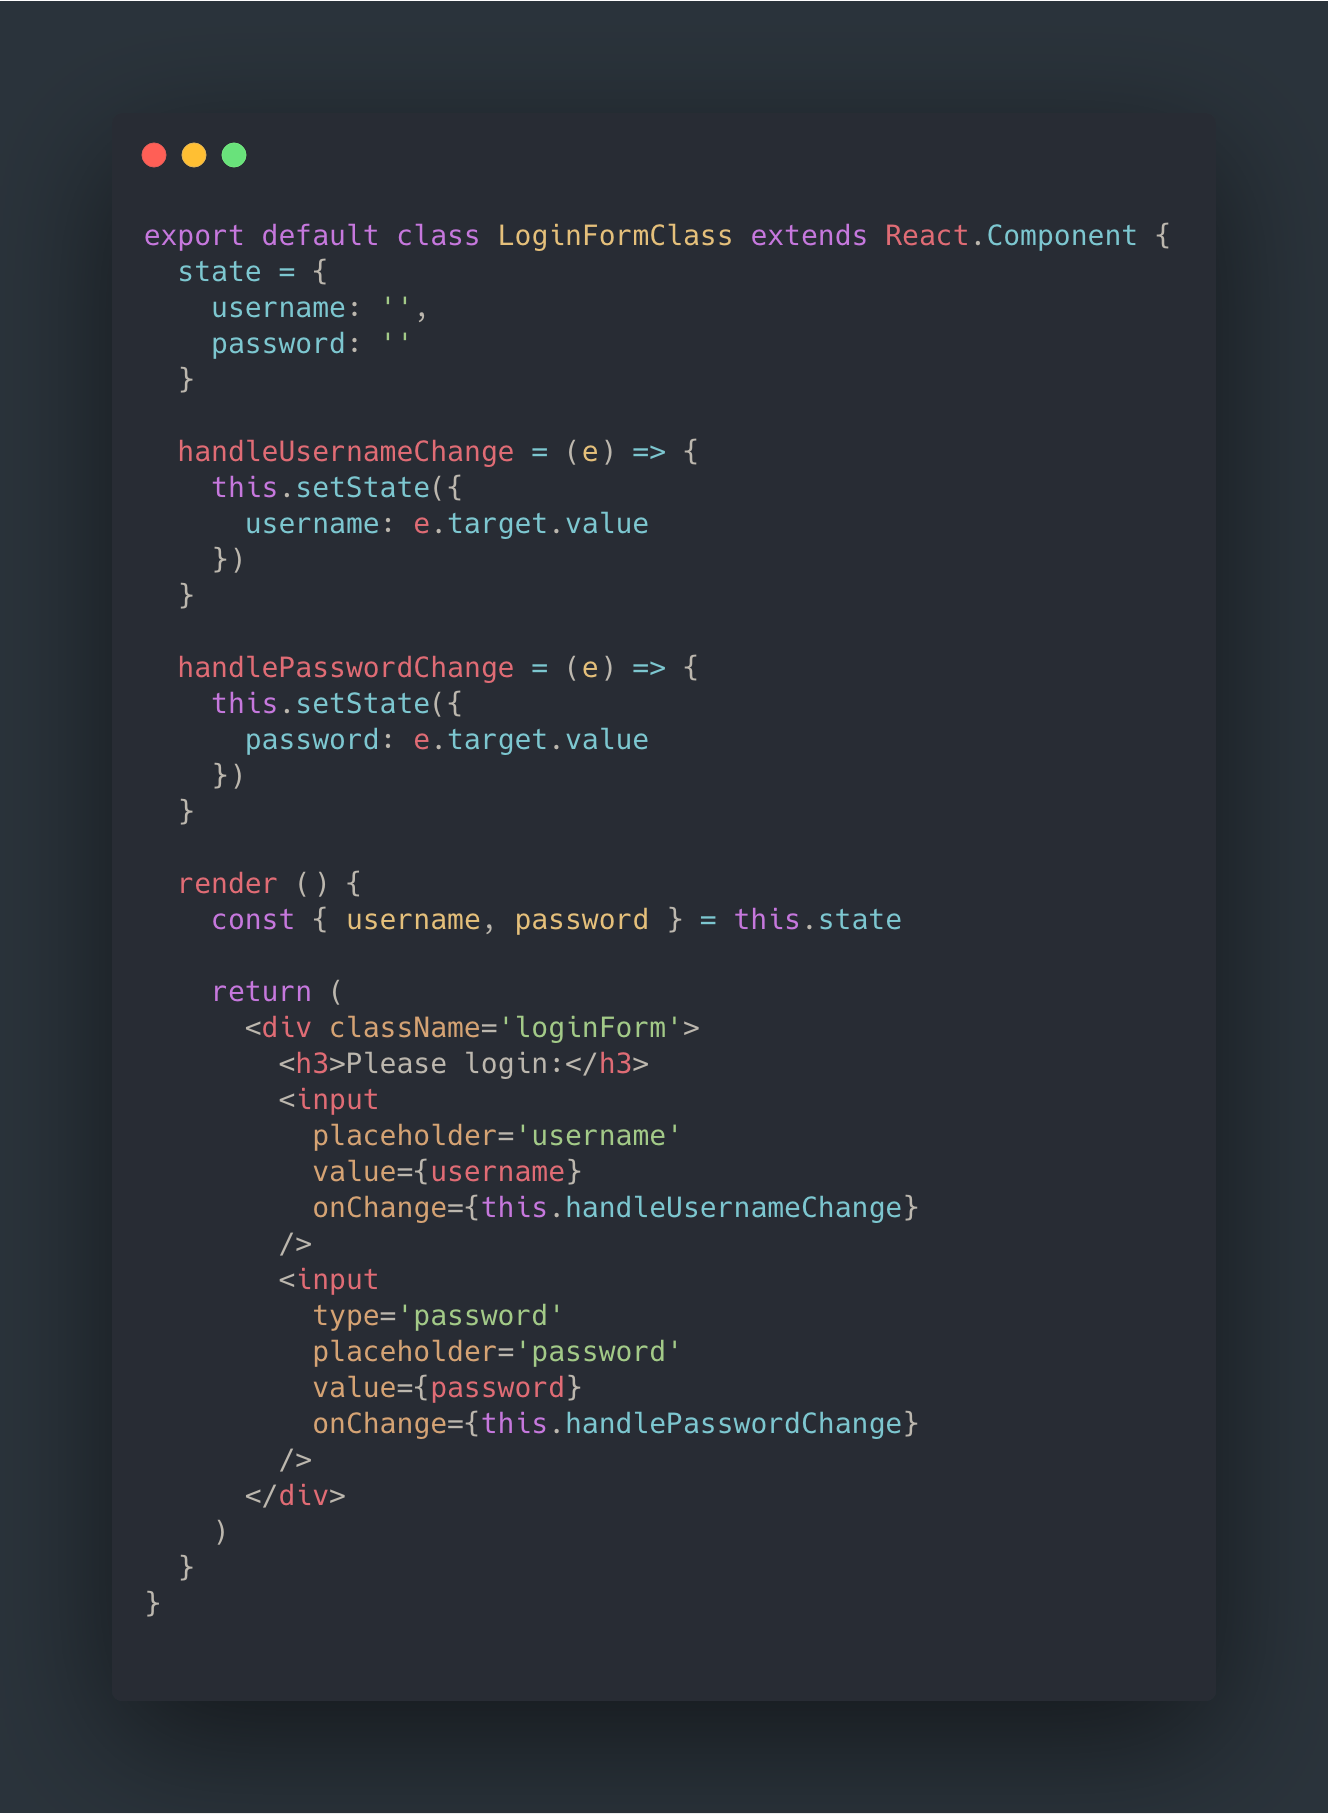 export default class LoginFormClass extends React.Component {
  state = {
    username: '',
    password: ''
  }

  handleUsernameChange = (e) => {
    this.setState({
      username: e.target.value
    })
  }

  handlePasswordChange = (e) => {
    this.setState({
      password: e.target.value
    })
  }

  render () {
    const { username, password } = this.state

    return (
      <div className='loginForm'>
        <h3>Please login:</h3>
        <input
          placeholder='username'
          value={username}
          onChange={this.handleUsernameChange}
        />
        <input
          type='password'
          placeholder='password'
          value={password}
          onChange={this.handlePasswordChange}
        />
      </div>
    )
  }
}